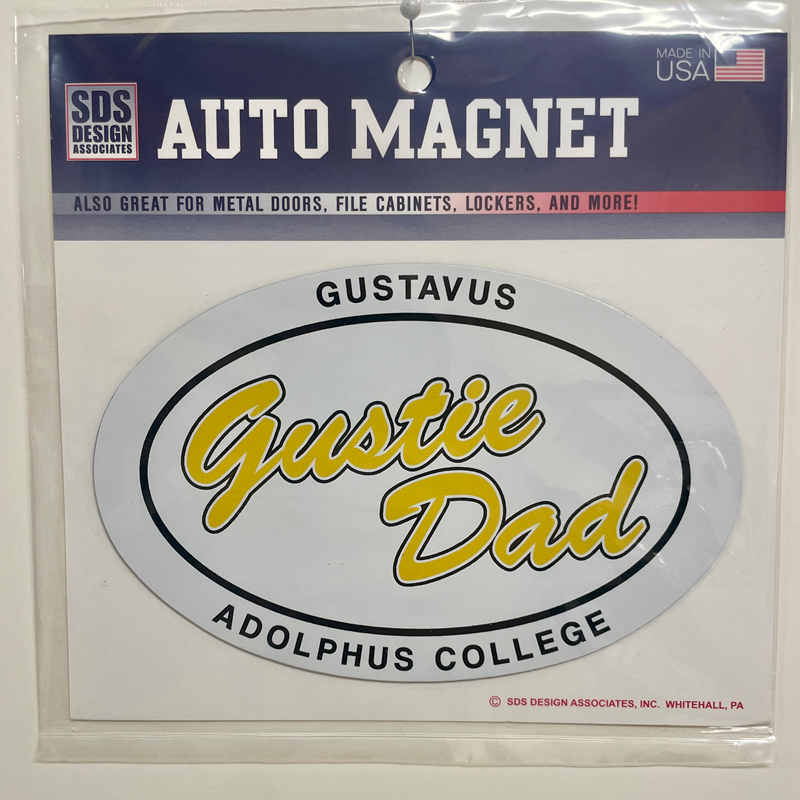 MADE IN
USA
SDS
DESIGN
ASSOCIATES
AUTO MAGNET
ALSO GREAT FOR METAL DOORS, FILE CABINETS, LOCKERS, AND MORE!
GUSTAVUS
Gustie
Dad
ADOLPHUS COLLEGE
© SDS DESIGN ASSOCIATES, INC. WHITEHALL, PA